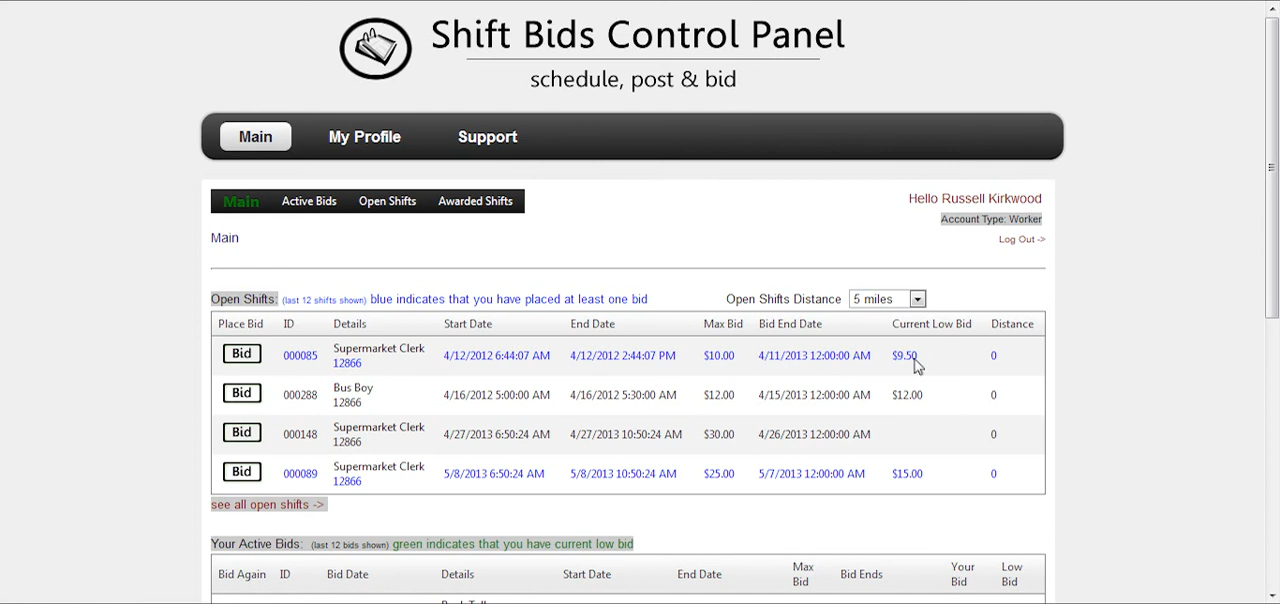 Shift Bids Control Panel
schedule, post & bid
Main My Profile Support
Main Active Bids Open Shifts Awarded Shifts
Hello Russell Kirkwood
Account Type: Worker
Main
Log Out ->
Open Shifts: (last 12 shifts shown) blue indicates that you have placed at least one bid Open Shifts Distance 5 miles
Place Bid ID Details Start Date End Date Max Bid Bid End Date Current Low Bid Distance
Bid 000085 Supermarket Clerk 4/12/2012 6:44:07 AM 4/12/2012 2:44:07 PM $10.00 4/11/2013 12:00:00 AM $9.50 0
12866
Bid 000288 Bus Boy 4/16/2012 5:00:00 AM 4/16/2012 5:30:00 AM $12.00 4/15/2013 12:00:00 AM $12.00 0
12866
Bid 000148 Supermarket Clerk 4/27/2013 6:50:24 AM 4/27/2013 10:50:24 AM $30.00 4/26/2013 12:00:00 AM 0
12866
Bid 000089 Supermarket Clerk 5/8/2013 6:50:24 AM 5/8/2013 10:50:24 AM $25.00 5/7/2013 12:00:00 AM $15.00 0
12866
see all open shifts ->
Your Active Bids: (last 12 bids shown) green indicates that you have current low bid
Bid Again ID Bid Date Details Start Date End Date Max Bid Bid Ends Your Bid Low Bid